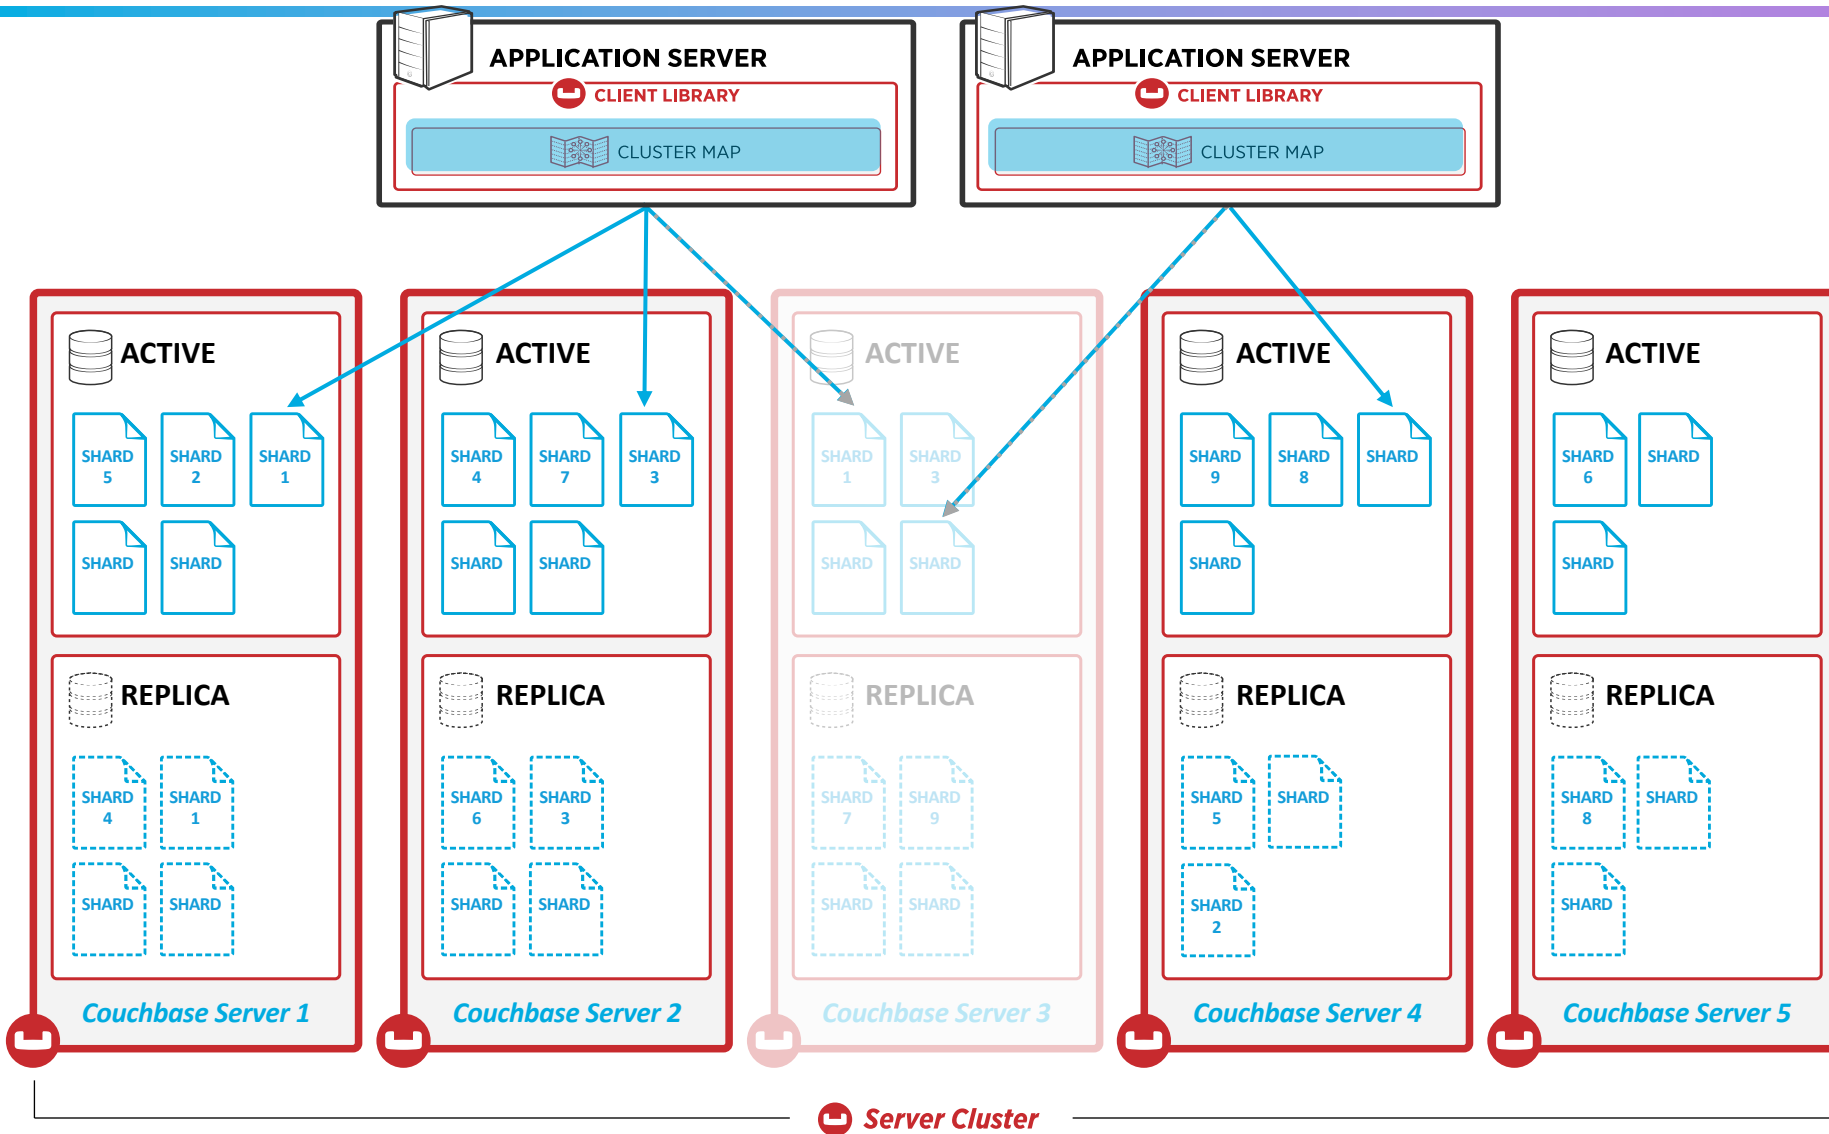 APPLICATION SERVER
CLIENT LIBRARY
CLUSTER MAP
APPLICATION SERVER
CLIENT LIBRARY
CLUSTER MAP
ACTIVE
SHARD
5
SHARD
2
SHARD
1
SHARD
SHARD
REPLICA
SHARD
4
SHARD
1
SHARD
SHARD
Couchbase Server 1
ACTIVE
SHARD
4
SHARD
7
SHARD
3
SHARD
SHARD
REPLICA
SHARD
6
SHARD
3
SHARD
SHARD
Couchbase Server 2
ACTIVE
SHARD
1
SHARD
3
SHARD
SHARD
REPLICA
SHARD
7
SHARD
9
SHARD
SHARD
Couchbase Server 3
ACTIVE
SHARD
9
SHARD
8
SHARD
SHARD
REPLICA
SHARD
5
SHARD
SHARD
2
Couchbase Server 4
ACTIVE
SHARD
6
SHARD
SHARD
REPLICA
SHARD
8
SHARD
SHARD
Couchbase Server 5
Server Cluster